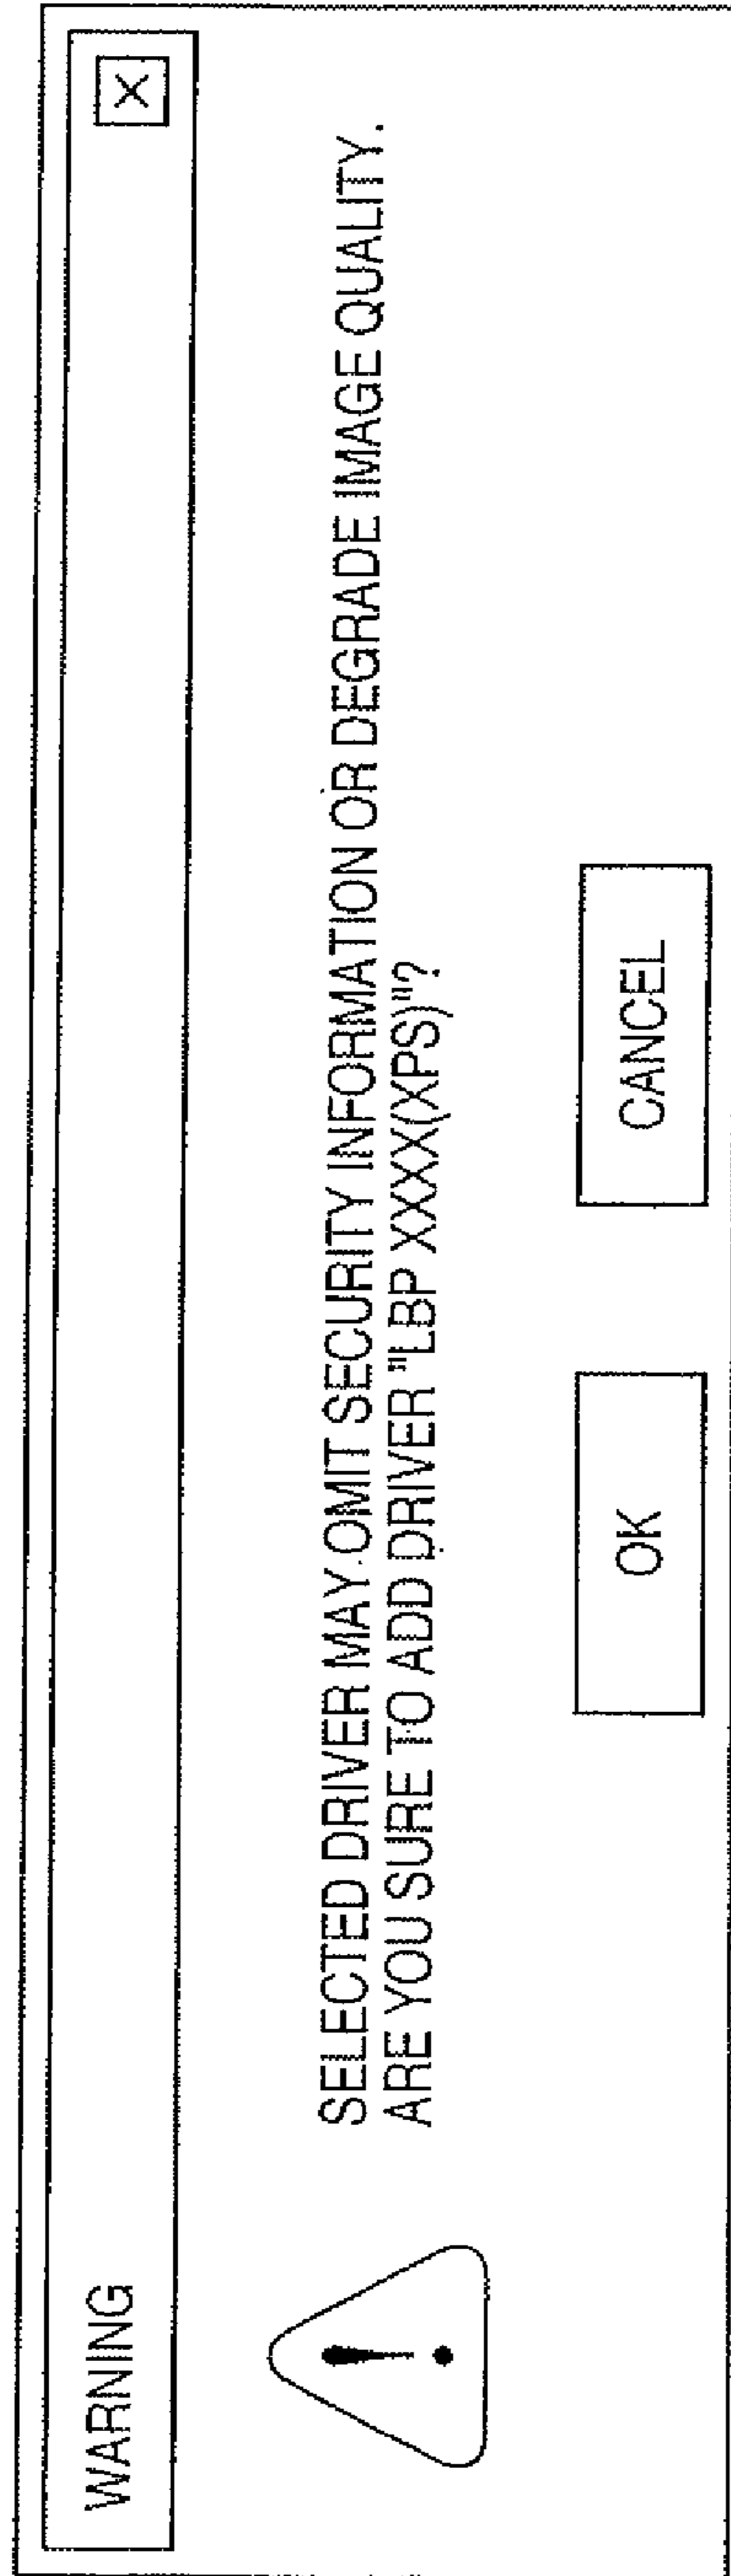 WARNING
SELECTED DRIVER MAY OMIT SECURITY INFORMATION OR DEGRADE IMAGE QUALITY.
ARE YOU SURE TO ADD DRIVER "LBP XXXX(XPS)"?
OK
CANCEL